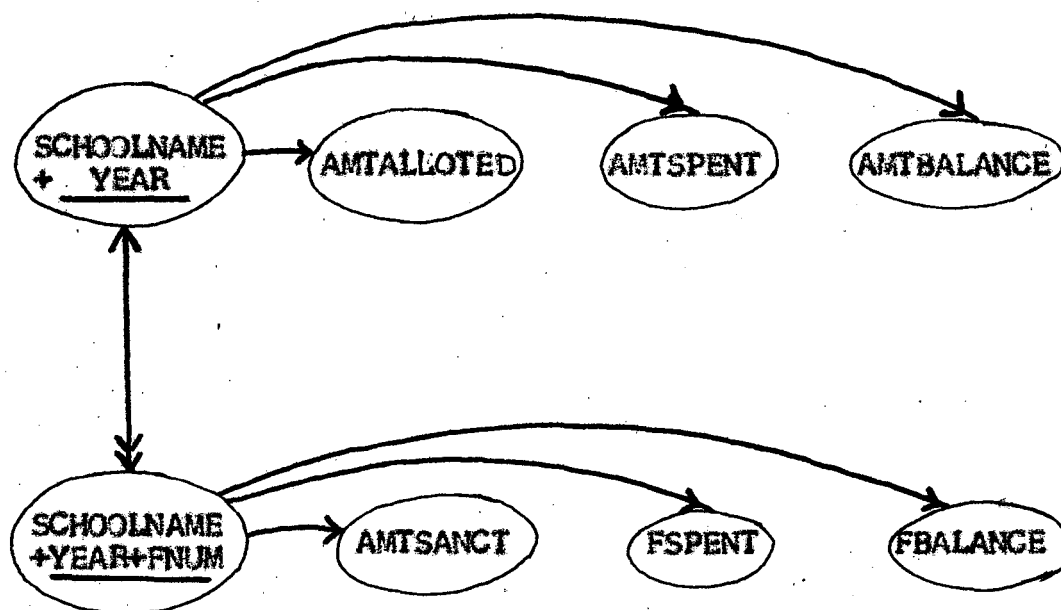 SCHOOLNAME
+ YEAR
AMTALLOTED
AMTSPENT
AMTBALANCE
SCHOOLNAME
+YEAR+FNUM
AMTSANCT
FSPENT
FBALANCE